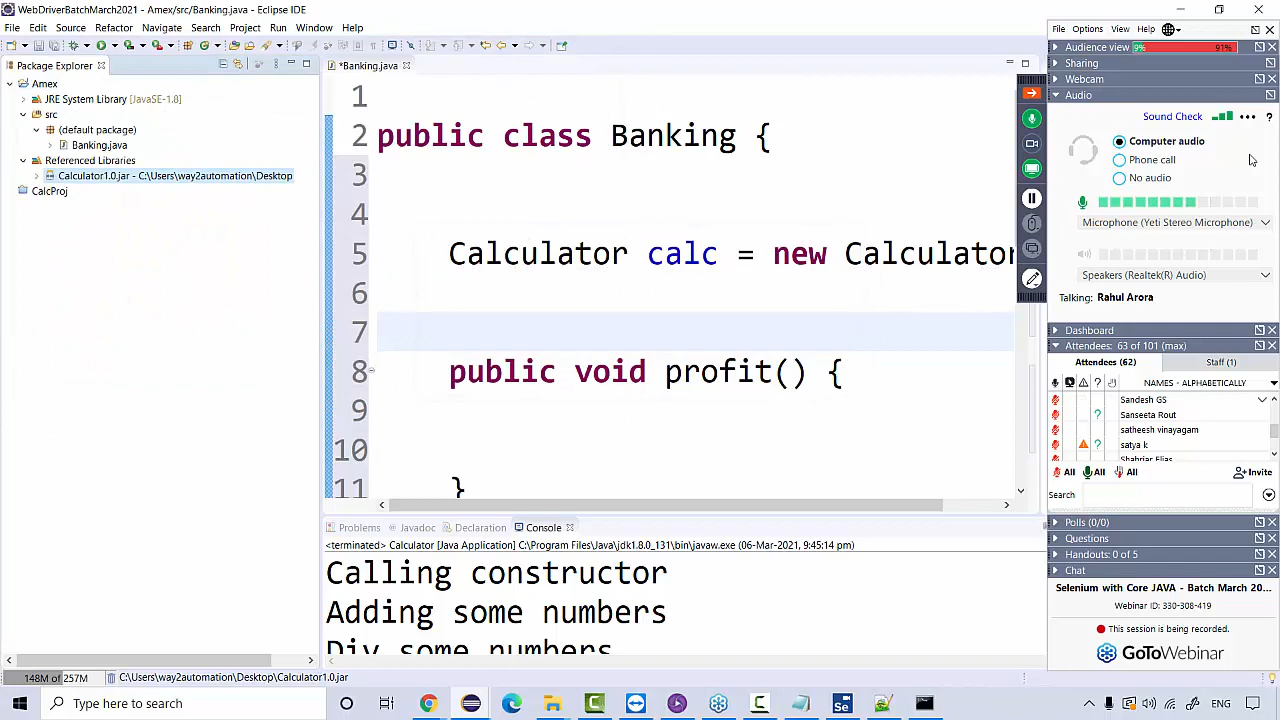 WebDriverBatchMarch2021 - Amex/src/Banking.java - Eclipse IDE
File Edit Source Refactor Navigate Search Project Run Window Help
Package Explorer
Amex
JRE System Library [JavaSE-1.8]
src
(default package)
Banking.java
Referenced Libraries
Calculator1.0.jar - C:\Users\way2automation\Desktop
CalcProj
*Banking.java
1
2 public class Banking {
3
4
5 Calculator calc = new Calculator
6
7
8 public void profit() {
9
10
11 }
Problems Javadoc Declaration Console
<terminated> Calculator [Java Application] C:\Program Files\Java\jdk1.8.0_131\bin\javaw.exe (06-Mar-2021, 9:45:14 pm)
Calling constructor
Adding some numbers
Div some numbers
148M of 257M
C:\Users\way2automation\Desktop\Calculator1.0.jar
File Options View Help
Audience view 9% 91%
Sharing
Webcam
Audio
Sound Check ?
Computer audio
Phone call
No audio
Microphone (Yeti Stereo Microphone)
Speakers (Realtek(R) Audio)
Talking: Rahul Arora
Dashboard
Attendees: 63 of 101 (max)
Attendees (62) Staff (1)
NAMES - ALPHABETICALLY
Sandesh GS
Sanseeta Rout
satheesh vinayagam
satya k
Shahriar Elias
All All All Invite
Search
Polls (0/0)
Questions
Handouts: 0 of 5
Chat
Selenium with Core JAVA - Batch March 20...
Webinar ID: 330-308-419
This session is being recorded.
GoToWebinar
Type here to search
Se
ENG